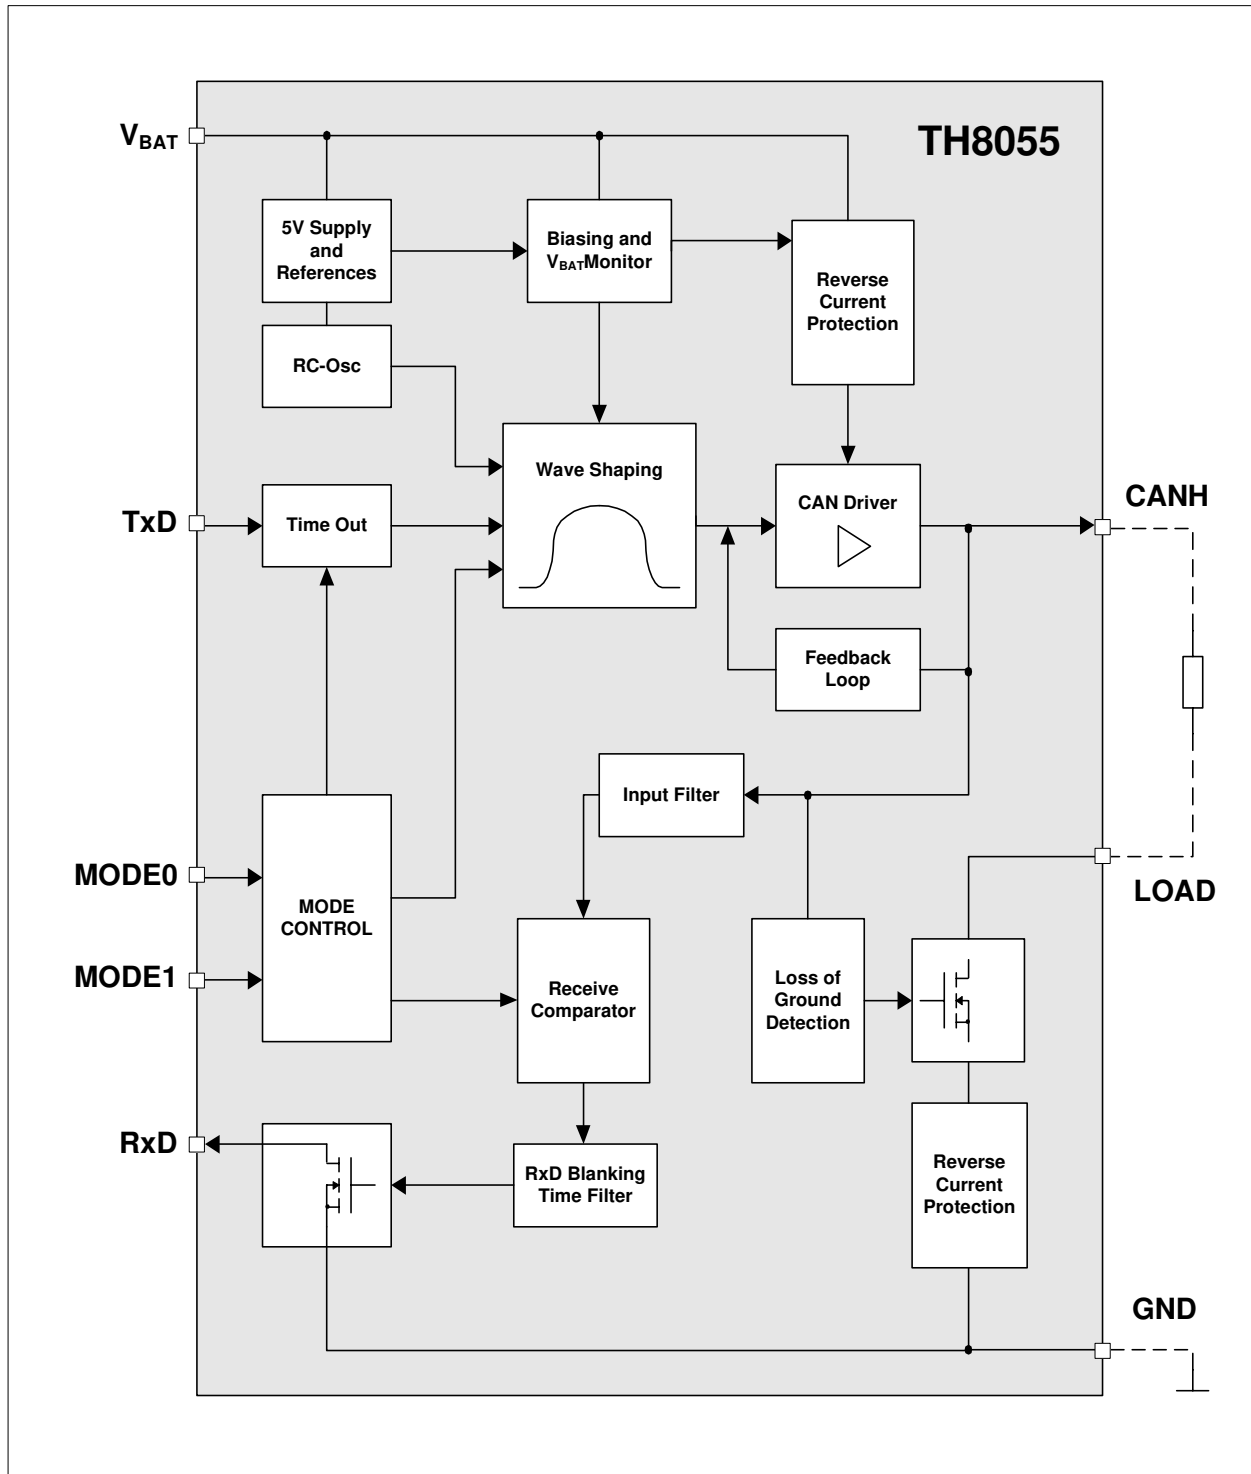 TH8055
VBAT
5V Supply
and
References
Biasing and
VBATMonitor
Reverse
Current
Protection
RC-Osc
Wave Shaping
CAN Driver
CANH
TxD
Time Out
Feedback
Loop
Input Filter
MODE0
MODE
CONTROL
LOAD
MODE1
Receive
Comparator
Loss of
Ground
Detection
RxD
RxD Blanking
Time Filter
Reverse
Current
Protection
GND